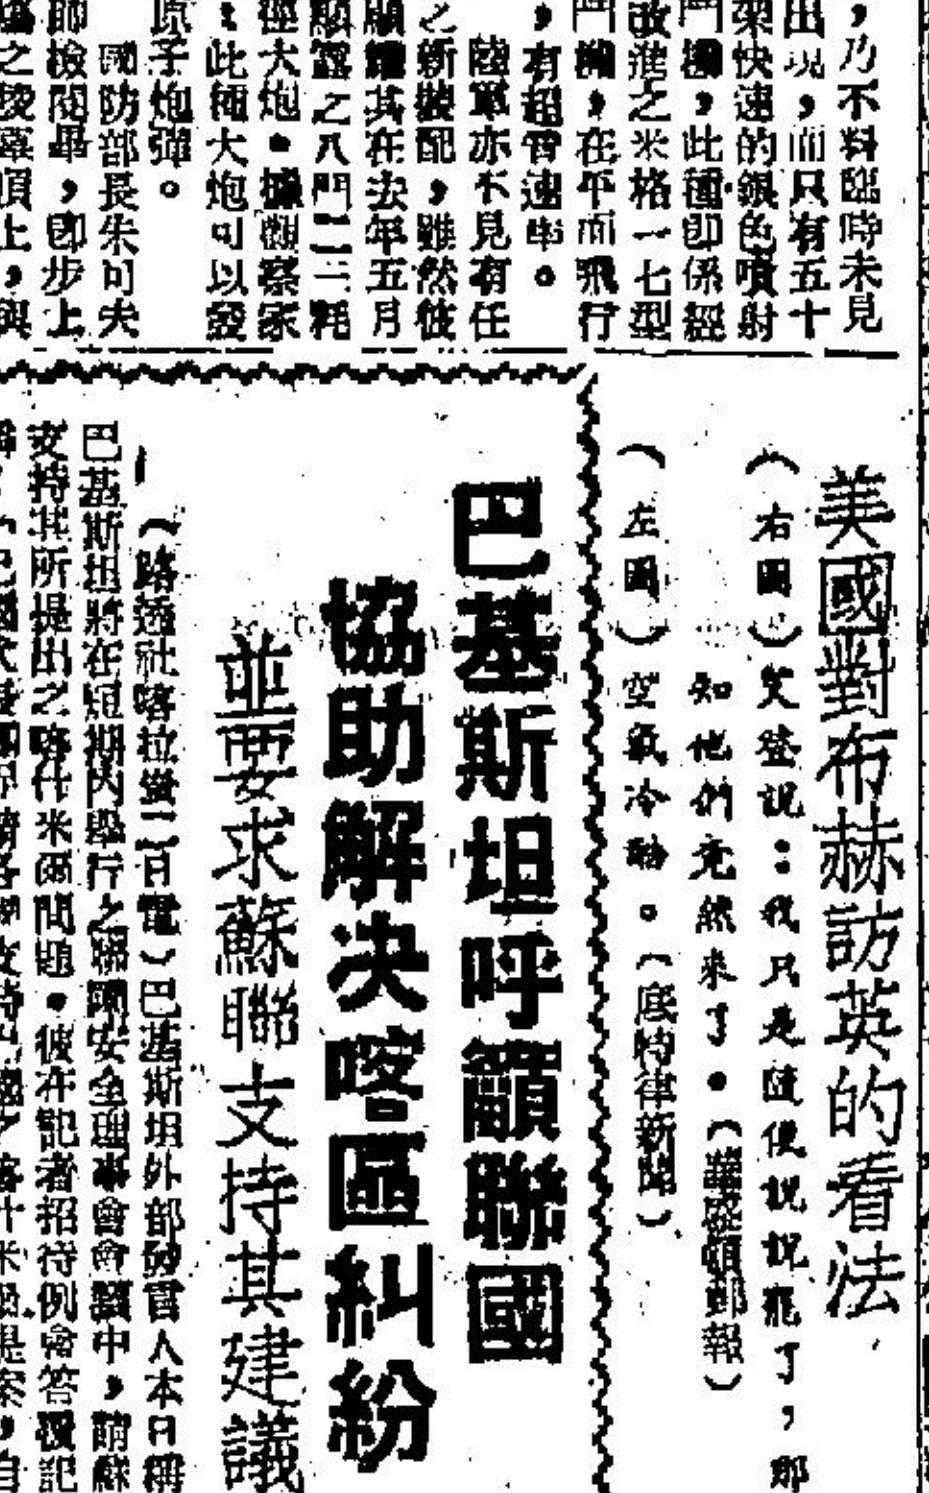 ，乃不料臨時未見
出現，而只有五十
架快速的銀色噴射
鬥機，此種卽係經
改進之米格一七型
鬥機，在平面飛行
，有超音速率。
陸軍亦不見有任
之新裝配，雖然彼
顯耀其在去年五月
顯露之八門二三耗
徑大炮。據觀察家
：此種大炮可以發
原子炮彈。
國防部長朱可夫
師檢閱畢，卽步上
之陵墓頂上，與
美國對布赫訪英的看法
（右圖）艾登說：我只是隨便說說罷了，那
知他們竟然來了。（華盛頓郵報）
（左圖）空氣冷融。（底特律新聞）
巴基斯坦呼籲聯國
協助解決喀區糾紛
並要求蘇聯支持其建議
（路透社喀拉蚩二日電）巴基斯坦外部發言人本日稱
巴基斯坦將在短期內舉行之聯國安全理事會會議中，請蘇
支持其所提出之喀什米爾問題。彼在記者招待例會答覆記